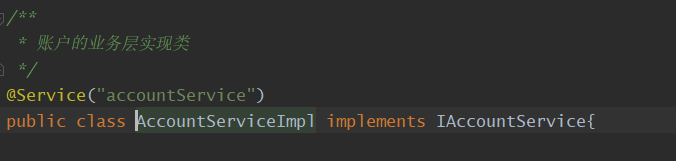 /**
 * 账户的业务层实现类
 */
@Service("accountService")
public class AccountServiceImpl implements IAccountService{